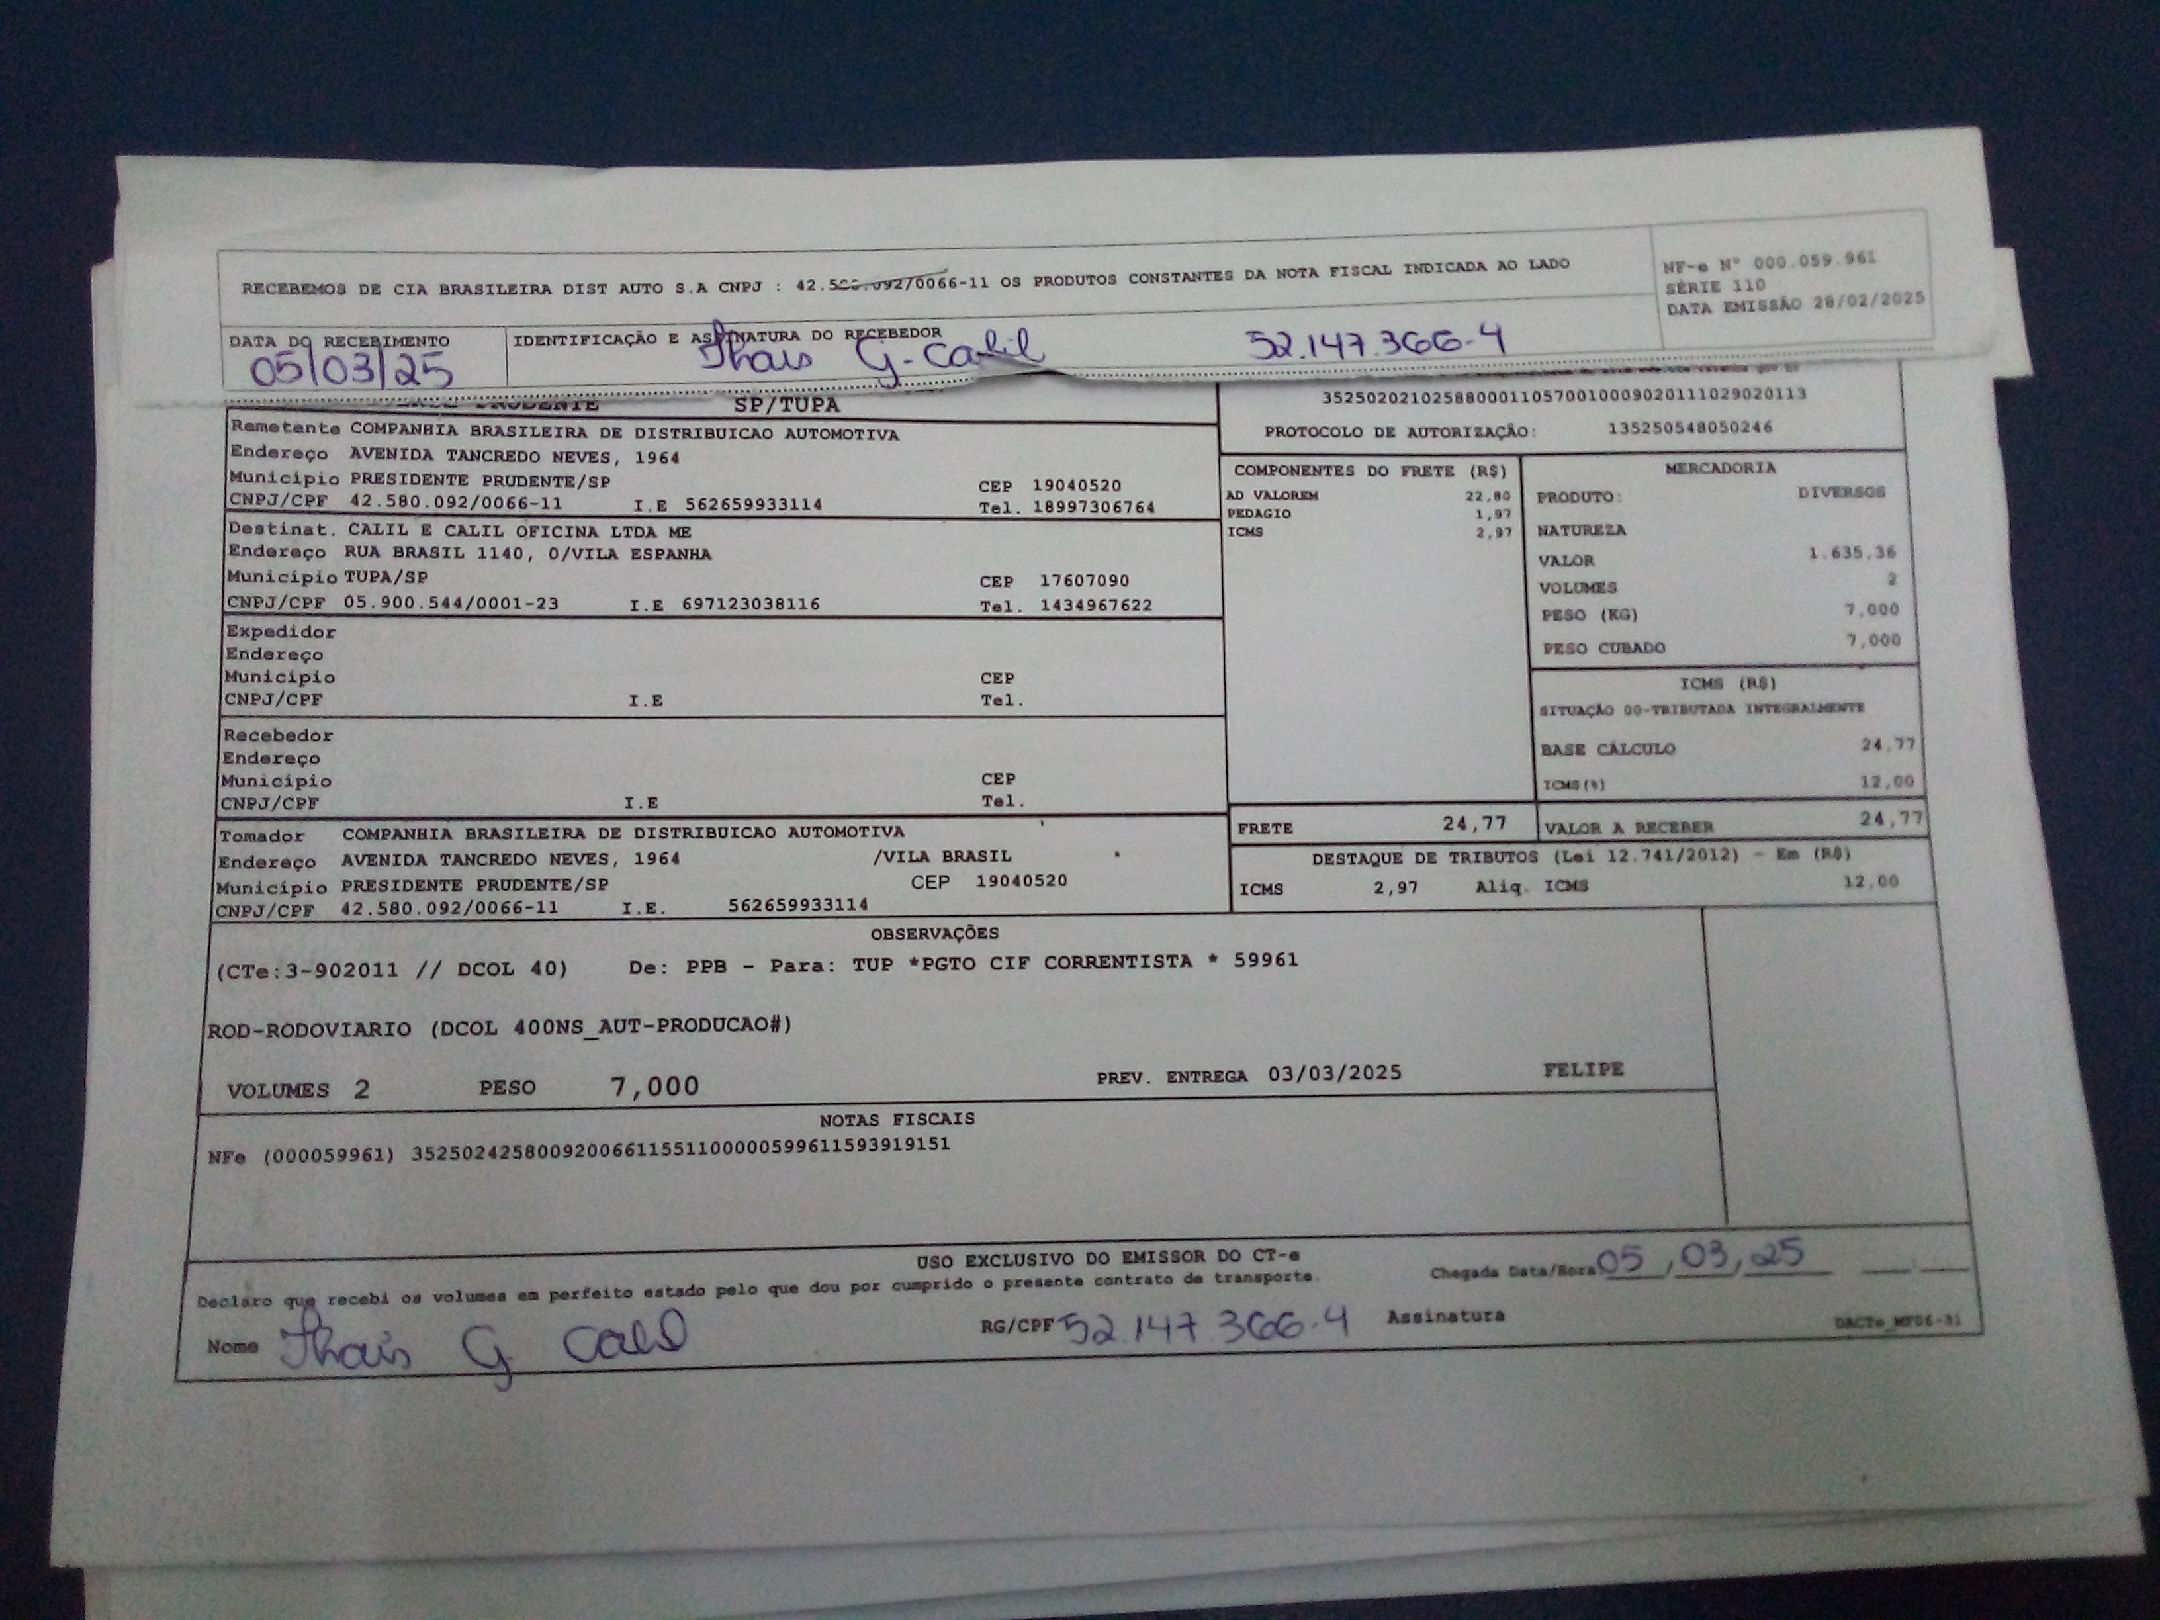 RECEBEMOS DE CIA BRASILEIRA DIST AUTO S.A CNPJ : 42.580.092/0066-11 OS PRODUTOS CONSTANTES DA NOTA FISCAL INDICADA AO LADO
NF-e Nº 000.059.961
SÉRIE 110
DATA EMISSÃO 28/02/2025
DATA DO RECEBIMENTO
05/03/25
IDENTIFICAÇÃO E ASSINATURA DO RECEBEDOR
Thais G. Calil 52.147.366-4
PRUDENTE SP/TUPA
35250202102588000110570010009020111029020113
PROTOCOLO DE AUTORIZAÇÃO: 135250548050246
Remetente COMPANHIA BRASILEIRA DE DISTRIBUICAO AUTOMOTIVA
Endereço AVENIDA TANCREDO NEVES, 1964
Município PRESIDENTE PRUDENTE/SP CEP 19040520
CNPJ/CPF 42.580.092/0066-11 I.E 562659933114 Tel. 18997306764
Destinat. CALIL E CALIL OFICINA LTDA ME
Endereço RUA BRASIL 1140, 0/VILA ESPANHA
Município TUPA/SP CEP 17607090
CNPJ/CPF 05.900.544/0001-23 I.E 697123038116 Tel. 1434967622
Expedidor
Endereço
Município CEP
CNPJ/CPF I.E Tel.
Recebedor
Endereço
Município CEP
CNPJ/CPF I.E Tel.
Tomador COMPANHIA BRASILEIRA DE DISTRIBUICAO AUTOMOTIVA
Endereço AVENIDA TANCREDO NEVES, 1964 /VILA BRASIL
Município PRESIDENTE PRUDENTE/SP CEP 19040520
CNPJ/CPF 42.580.092/0066-11 I.E. 562659933114
COMPONENTES DO FRETE (R$)
AD VALOREM 22,80
PEDAGIO 1,97
ICMS 2,97
MERCADORIA
PRODUTO: DIVERSOS
NATUREZA
VALOR 1.635,36
VOLUMES 2
PESO (KG) 7,000
PESO CUBADO 7,000
ICMS (R$)
SITUAÇÃO 00-TRIBUTADA INTEGRALMENTE
BASE CÁLCULO 24,77
ICMS(%) 12,00
FRETE 24,77 VALOR A RECEBER 24,77
DESTAQUE DE TRIBUTOS (Lei 12.741/2012) - Em (R$)
ICMS 2,97 Aliq. ICMS 12,00
OBSERVAÇÕES
(CTe:3-902011 // DCOL 40) De: PPB - Para: TUP *PGTO CIF CORRENTISTA * 59961
ROD-RODOVIARIO (DCOL 400NS_AUT-PRODUCAO#)
VOLUMES 2 PESO 7,000 PREV. ENTREGA 03/03/2025 FELIPE
NOTAS FISCAIS
NFe (000059961) 35250242580092006611551100000599611593919151
USO EXCLUSIVO DO EMISSOR DO CT-e
Declaro que recebi os volumes em perfeito estado pelo que dou por cumprido o presente contrato de transporte.
Chegada Data/Hora 05, 03, 25
Nome Thais G Calil RG/CPF 52.147.366-4 Assinatura
DACTe_MF06-31